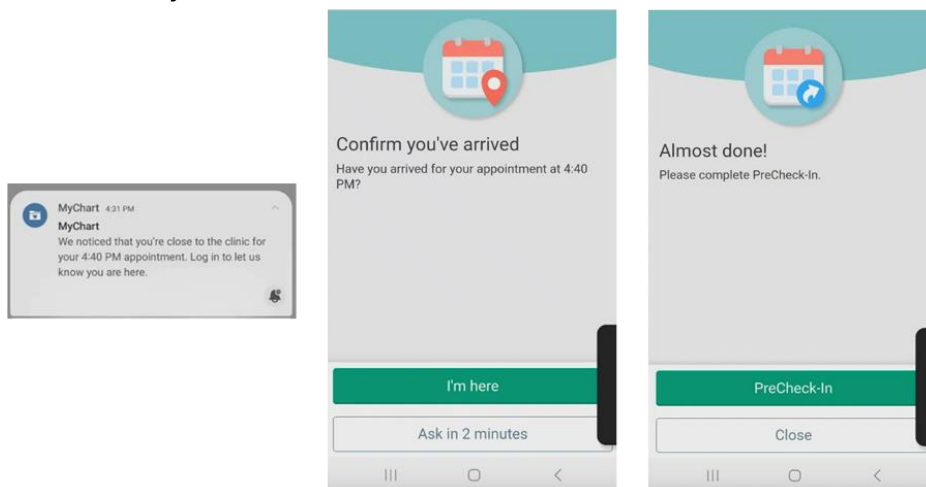 MyChart 4:31 PM
MyChart
We noticed that you're close to the clinic for
your 4:40 PM appointment. Log in to let us
know you are here.
Confirm you've arrived
Have you arrived for your appointment at 4:40
PM?
I'm here
Ask in 2 minutes
Almost done!
Please complete PreCheck-In.
PreCheck-In
Close